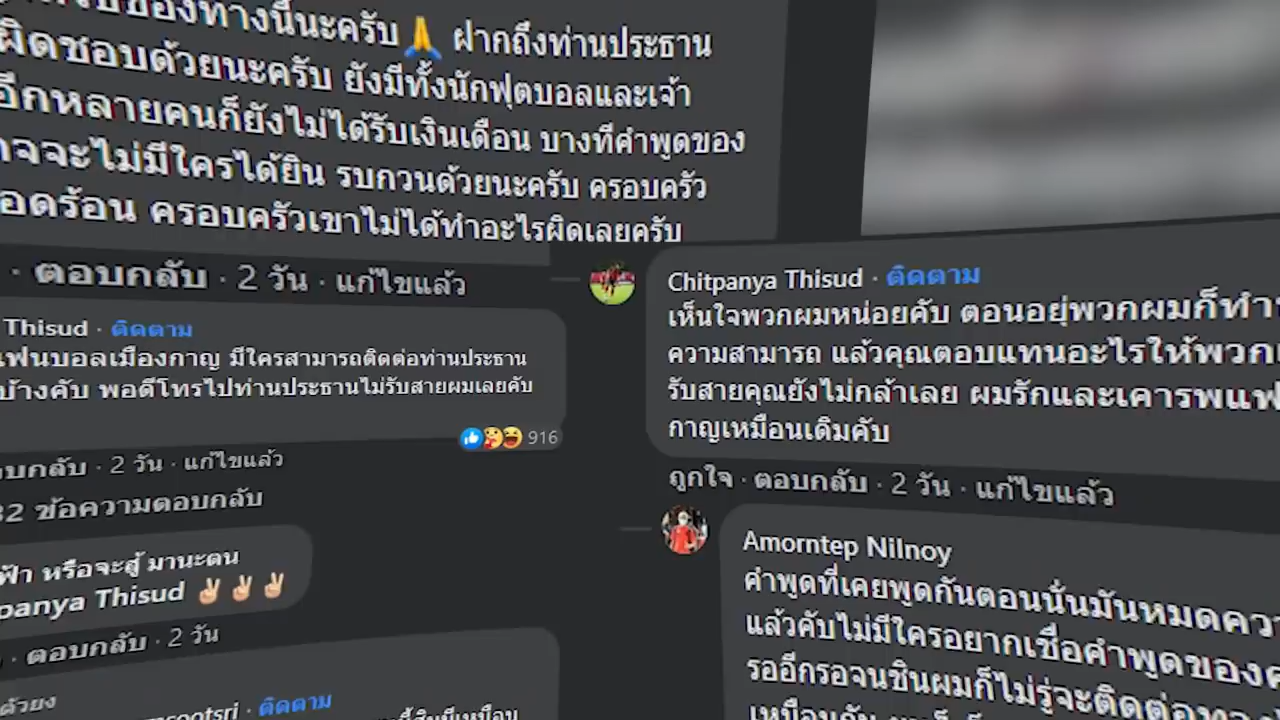 ของทางนี้นะครับ🙏 ฝากถึงท่านประธาน
ผิดชอบด้วยนะครับ ยังมีทั้งนักฟุตบอลและเจ้า
อีกหลายคนก็ยังไม่ได้รับเงินเดือน บางทีคำพูดของ
จะไม่มีใครได้ยิน รบกวนด้วยนะครับ ครอบครัว
ครอบครัวเขาไม่ได้ทำอะไรผิดเลยครับ
· ตอบกลับ · 2 วัน · แก้ไขแล้ว
Thisud · ติดตาม
แฟนบอลเมืองกาญ มีใครสามารถติดต่อท่านประธาน
บ้างคับ พอดีโทรไปท่านประธานไม่รับสายผมเลยคับ
916
2 วัน · แก้ไขแล้ว
ข้อความตอบกลับ
ฟ้า หรือจะสู้ มานะตน
Thisud ✌✌✌
· ตอบกลับ · 2 วัน
· ติดตาม
Chitpanya Thisud · ติดตาม
เห็นใจพวกผมหน่อยคับ ตอนอยู่พวกผมก็ทำ
ความสามารถ แล้วคุณตอบแทนอะไรให้พวก
รับสายคุณยังไม่กล้าเลย ผมรักและเคารพแฟ
กาญเหมือนเดิมคับ
ถูกใจ · ตอบกลับ · 2 วัน · แก้ไขแล้ว
Amorntep Nilnoy
คำพูดที่เคยพูดกันตอนนั่นมันหมดคว
แล้วคับไม่มีใครอยากเชื่อคำพูดของ
รออีกรอจนชินผมก็ไม่รู่จะติดต่อ
เหมือนคับ